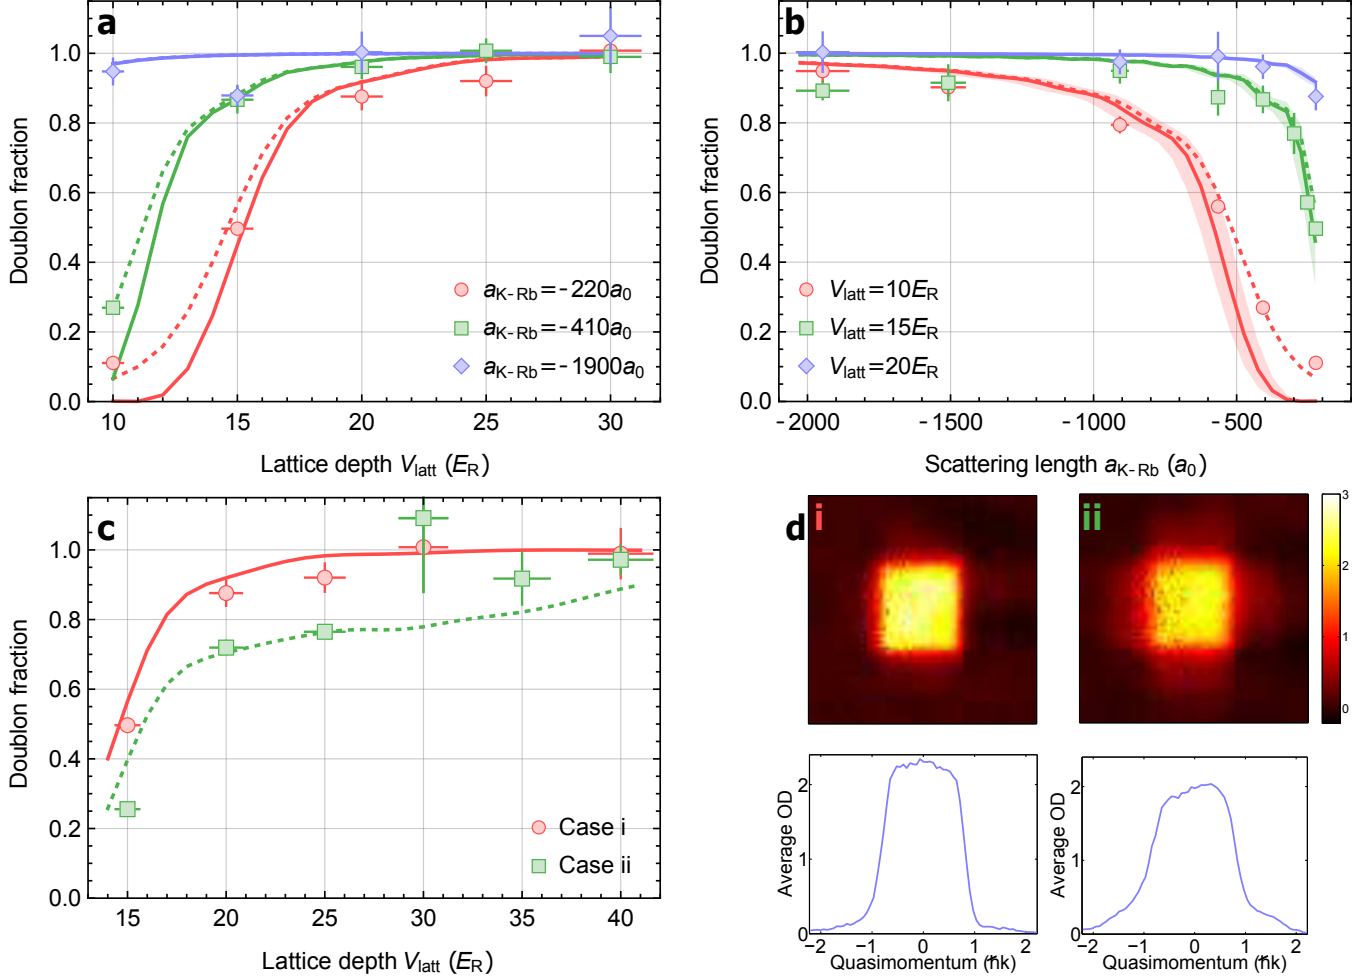 a
1.0
0.8
0.6
0.4
0.2
0.0
Doublon fraction
aK-Rb=-220a0
aK-Rb=-410a0
aK-Rb=-1900a0
10 15 20 25 30
Lattice depth Vlatt (ER)
b
1.0
0.8
0.6
0.4
0.2
0.0
Doublon fraction
Vlatt=10ER
Vlatt=15ER
Vlatt=20ER
-2000 -1500 -1000 -500
Scattering length aK-Rb (a0)
c
1.0
0.8
0.6
0.4
0.2
0.0
Doublon fraction
Case i
Case ii
15 20 25 30 35 40
Lattice depth Vlatt (ER)
d
i
ii
3
2
1
0
2
1
0
Average OD
-2 -1 0 1 2
Quasimomentum (ħk)
2
1
0
Average OD
-2 -1 0 1 2
Quasimomentum (ħk)